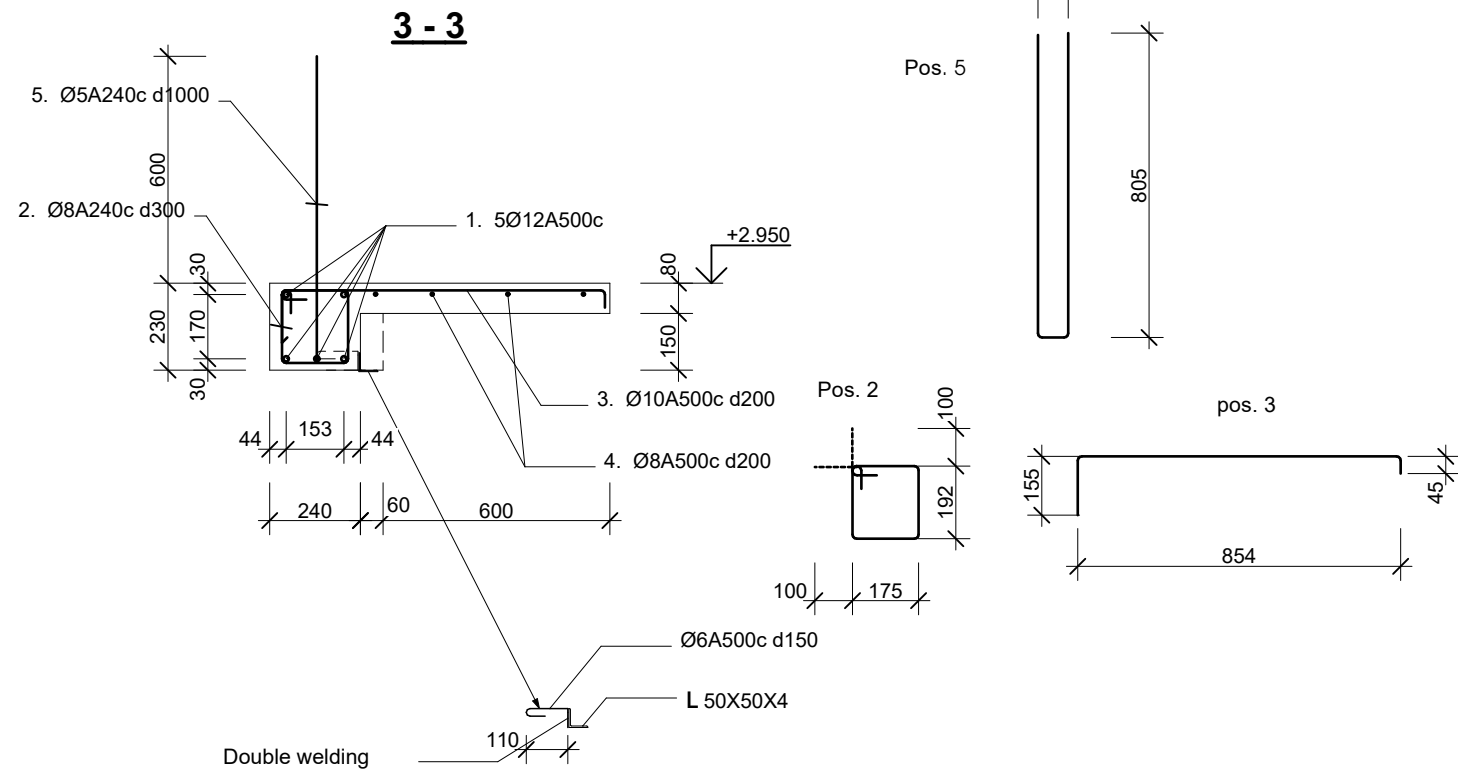 3 - 3
Pos. 5
5. Ø5A240c d1000
600
805
2. Ø8A240c d300
1. 5Ø12A500c
+2.950
30
80
230
170
150
30
3. Ø10A500c d200
Pos. 2
pos. 3
100
44
153
44
4. Ø8A500c d200
155
45
192
240
60
600
854
100
175
Ø6A500c d150
L 50X50X4
110
Double welding